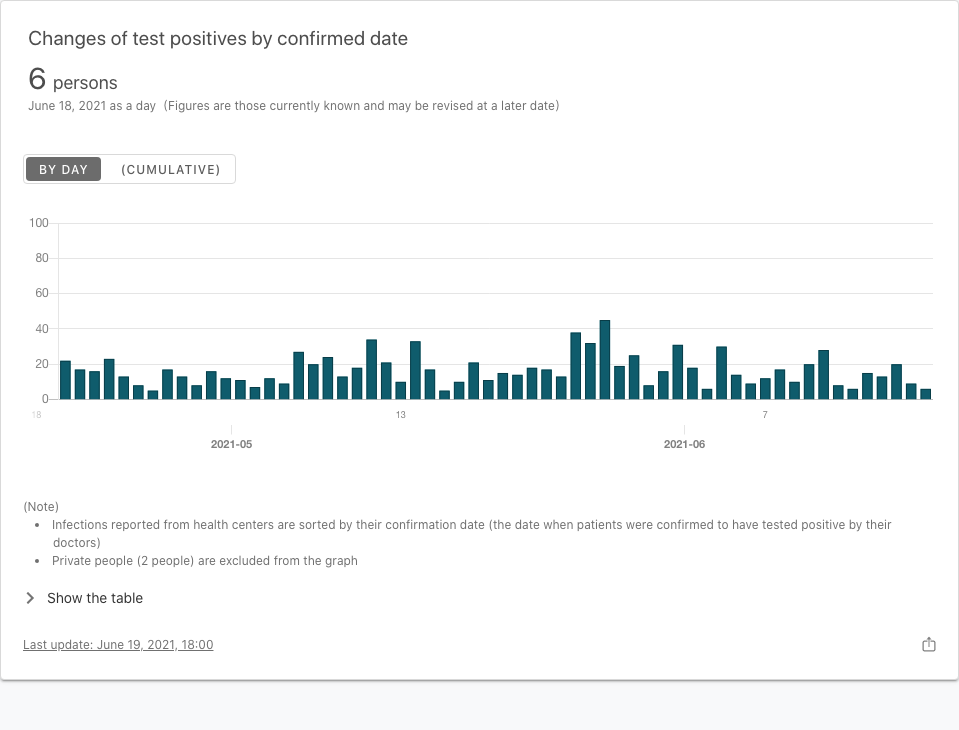 Changes of test positives by confirmed date
6 persons
June 18, 2021 as a day (Figures are those currently known and may be revised at a later date)
BY DAY (CUMULATIVE)
100
80
60
40
20
0
18 13 7
2021-05 2021-06
(Note)
• Infections reported from health centers are sorted by their confirmation date (the date when patients were confirmed to have tested positive by their
doctors)
• Private people (2 people) are excluded from the graph
Show the table
Last update: June 19, 2021, 18:00